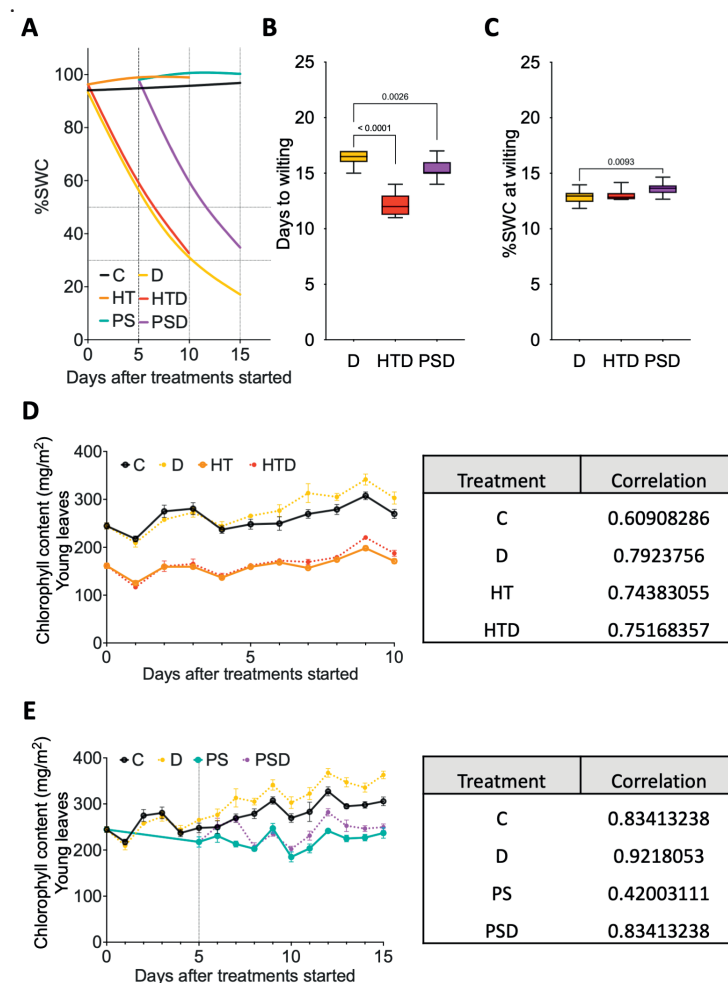 A
B
C
%SWC
100
80
60
40
20
0
0 5 10 15
Days after treatments started
C D
HT HTD
PS PSD
Days to wilting
25
20
15
10
5
0
0.0026
< 0.0001
D HTD PSD
%SWC at wilting
25
20
15
10
5
0
0.0093
D HTD PSD
D
Chlorophyll content (mg/m²)
Young leaves
400
300
200
100
0
C D HT HTD
0 5 10
Days after treatments started
Treatment Correlation
C 0.60908286
D 0.7923756
HT 0.74383055
HTD 0.75168357
E
Chlorophyll content (mg/m²)
Young leaves
400
300
200
100
0
C D PS PSD
0 5 10 15
Days after treatments started
Treatment Correlation
C 0.83413238
D 0.9218053
PS 0.42003111
PSD 0.83413238